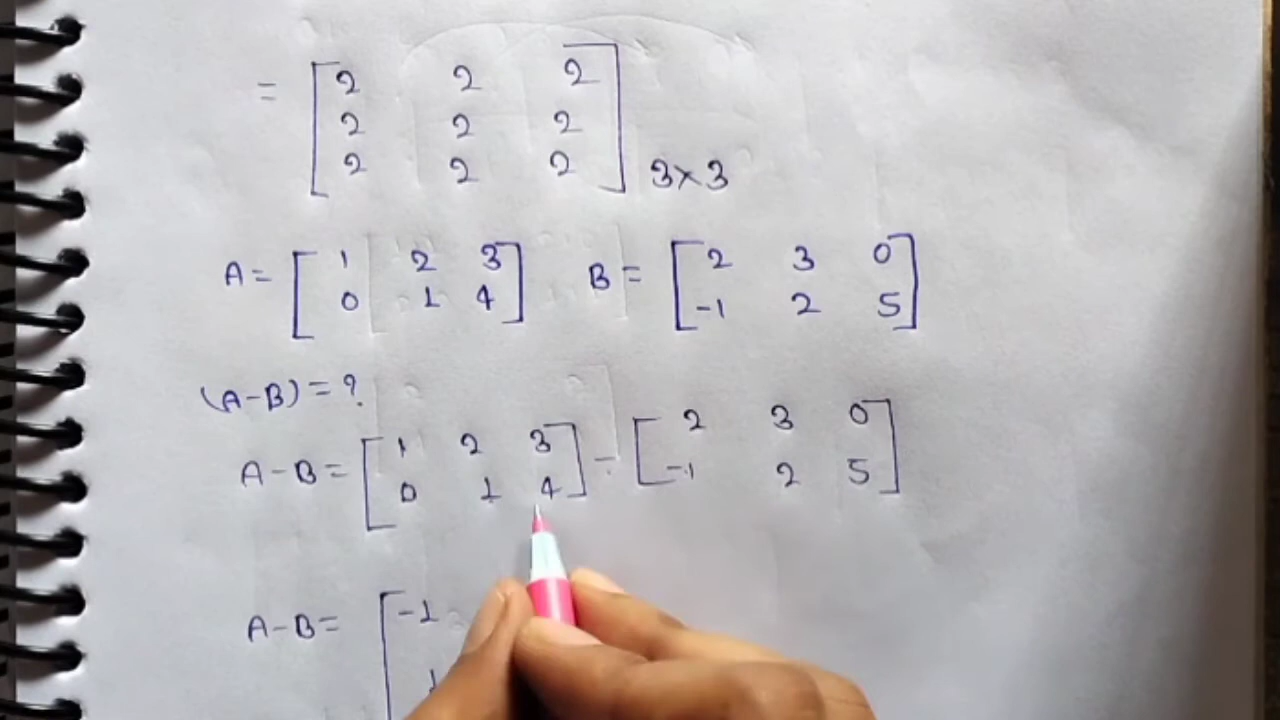 = [ 2 2 2
2 2 2
2 2 2 ] 3×3
A = [ 1 2 3 B = [ 2 3 0
0 1 4 ] -1 2 5 ]
(A-B) = ?
A-B = [ 1 2 3 ] - [ 2 3 0
0 1 4 -1 2 5 ]
A-B = [ -1
1